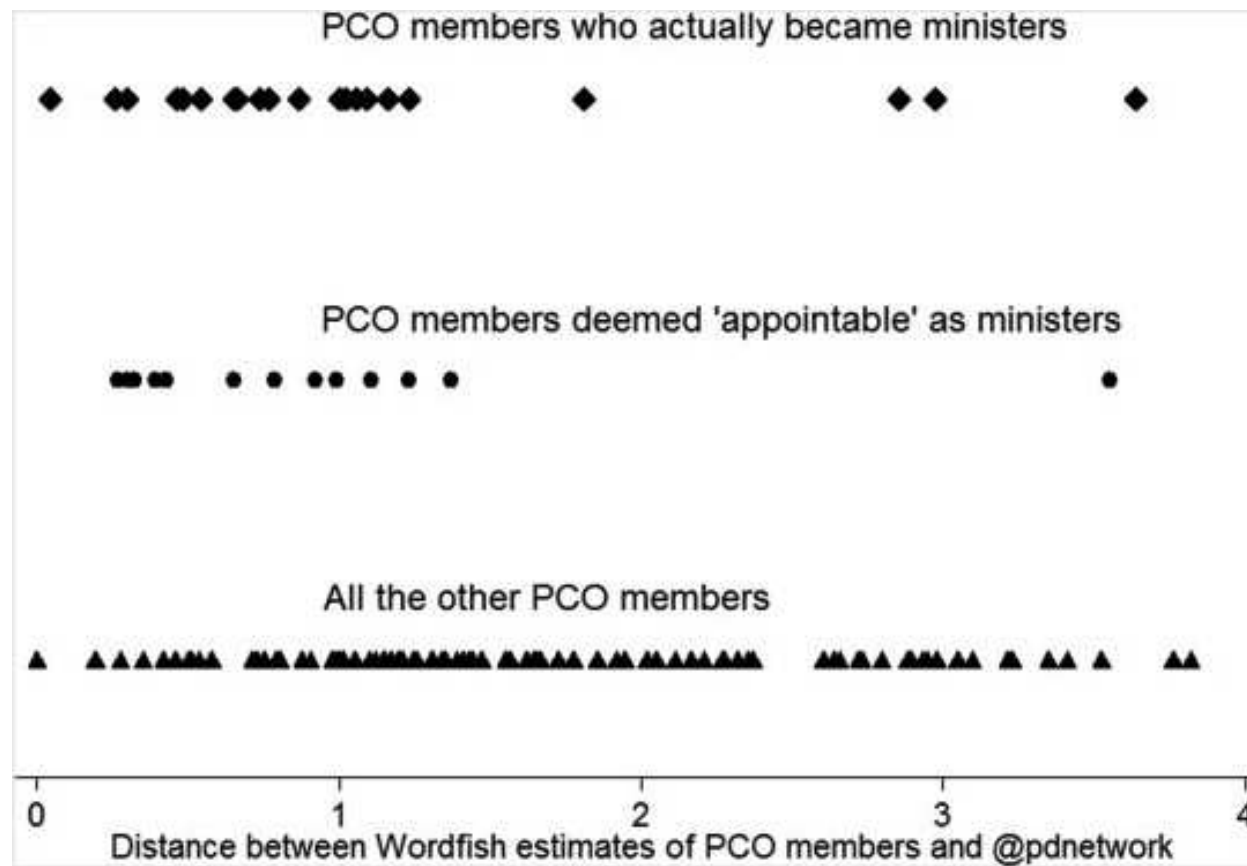 PCO members who actually became ministers
PCO members deemed 'appointable' as ministers
All the other PCO members
0 1 2 3 4
Distance between Wordfish estimates of PCO members and @pdnetwork